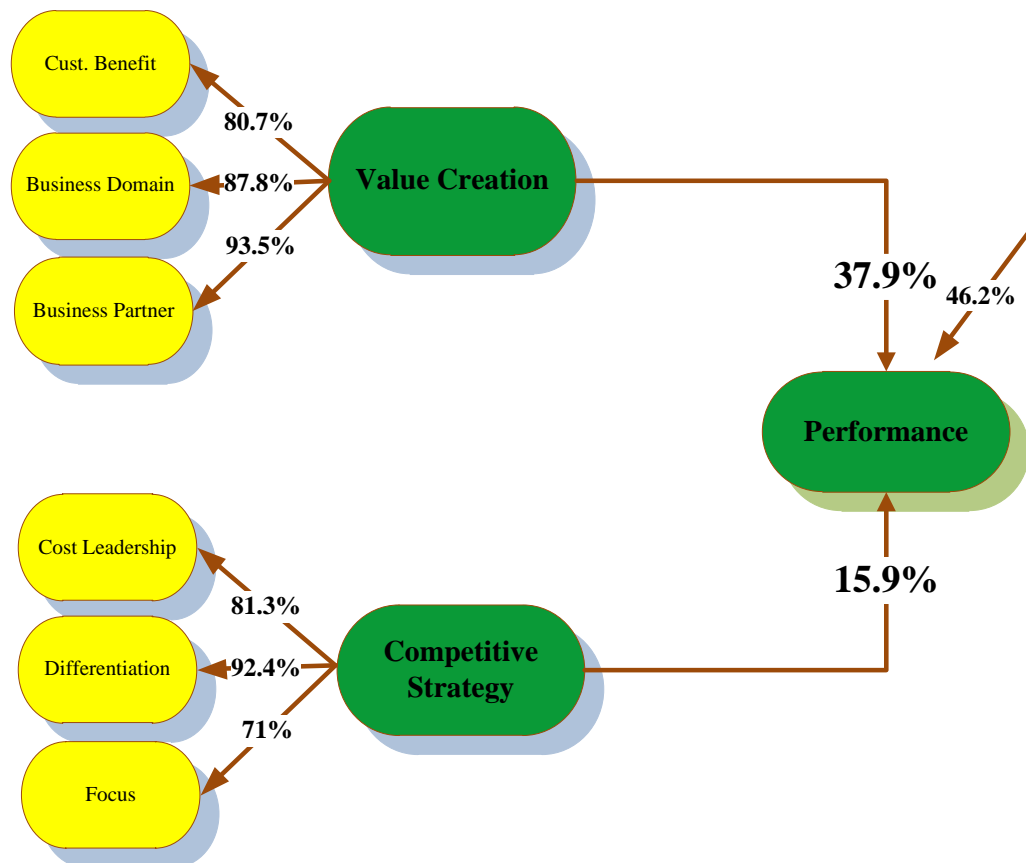 Cust. Benefit
80.7%
Business Domain
87.8%
Value Creation
93.5%
Business Partner
37.9%
46.2%
Performance
Cost Leadership
15.9%
81.3%
Differentiation
92.4%
Competitive
Strategy
71%
Focus